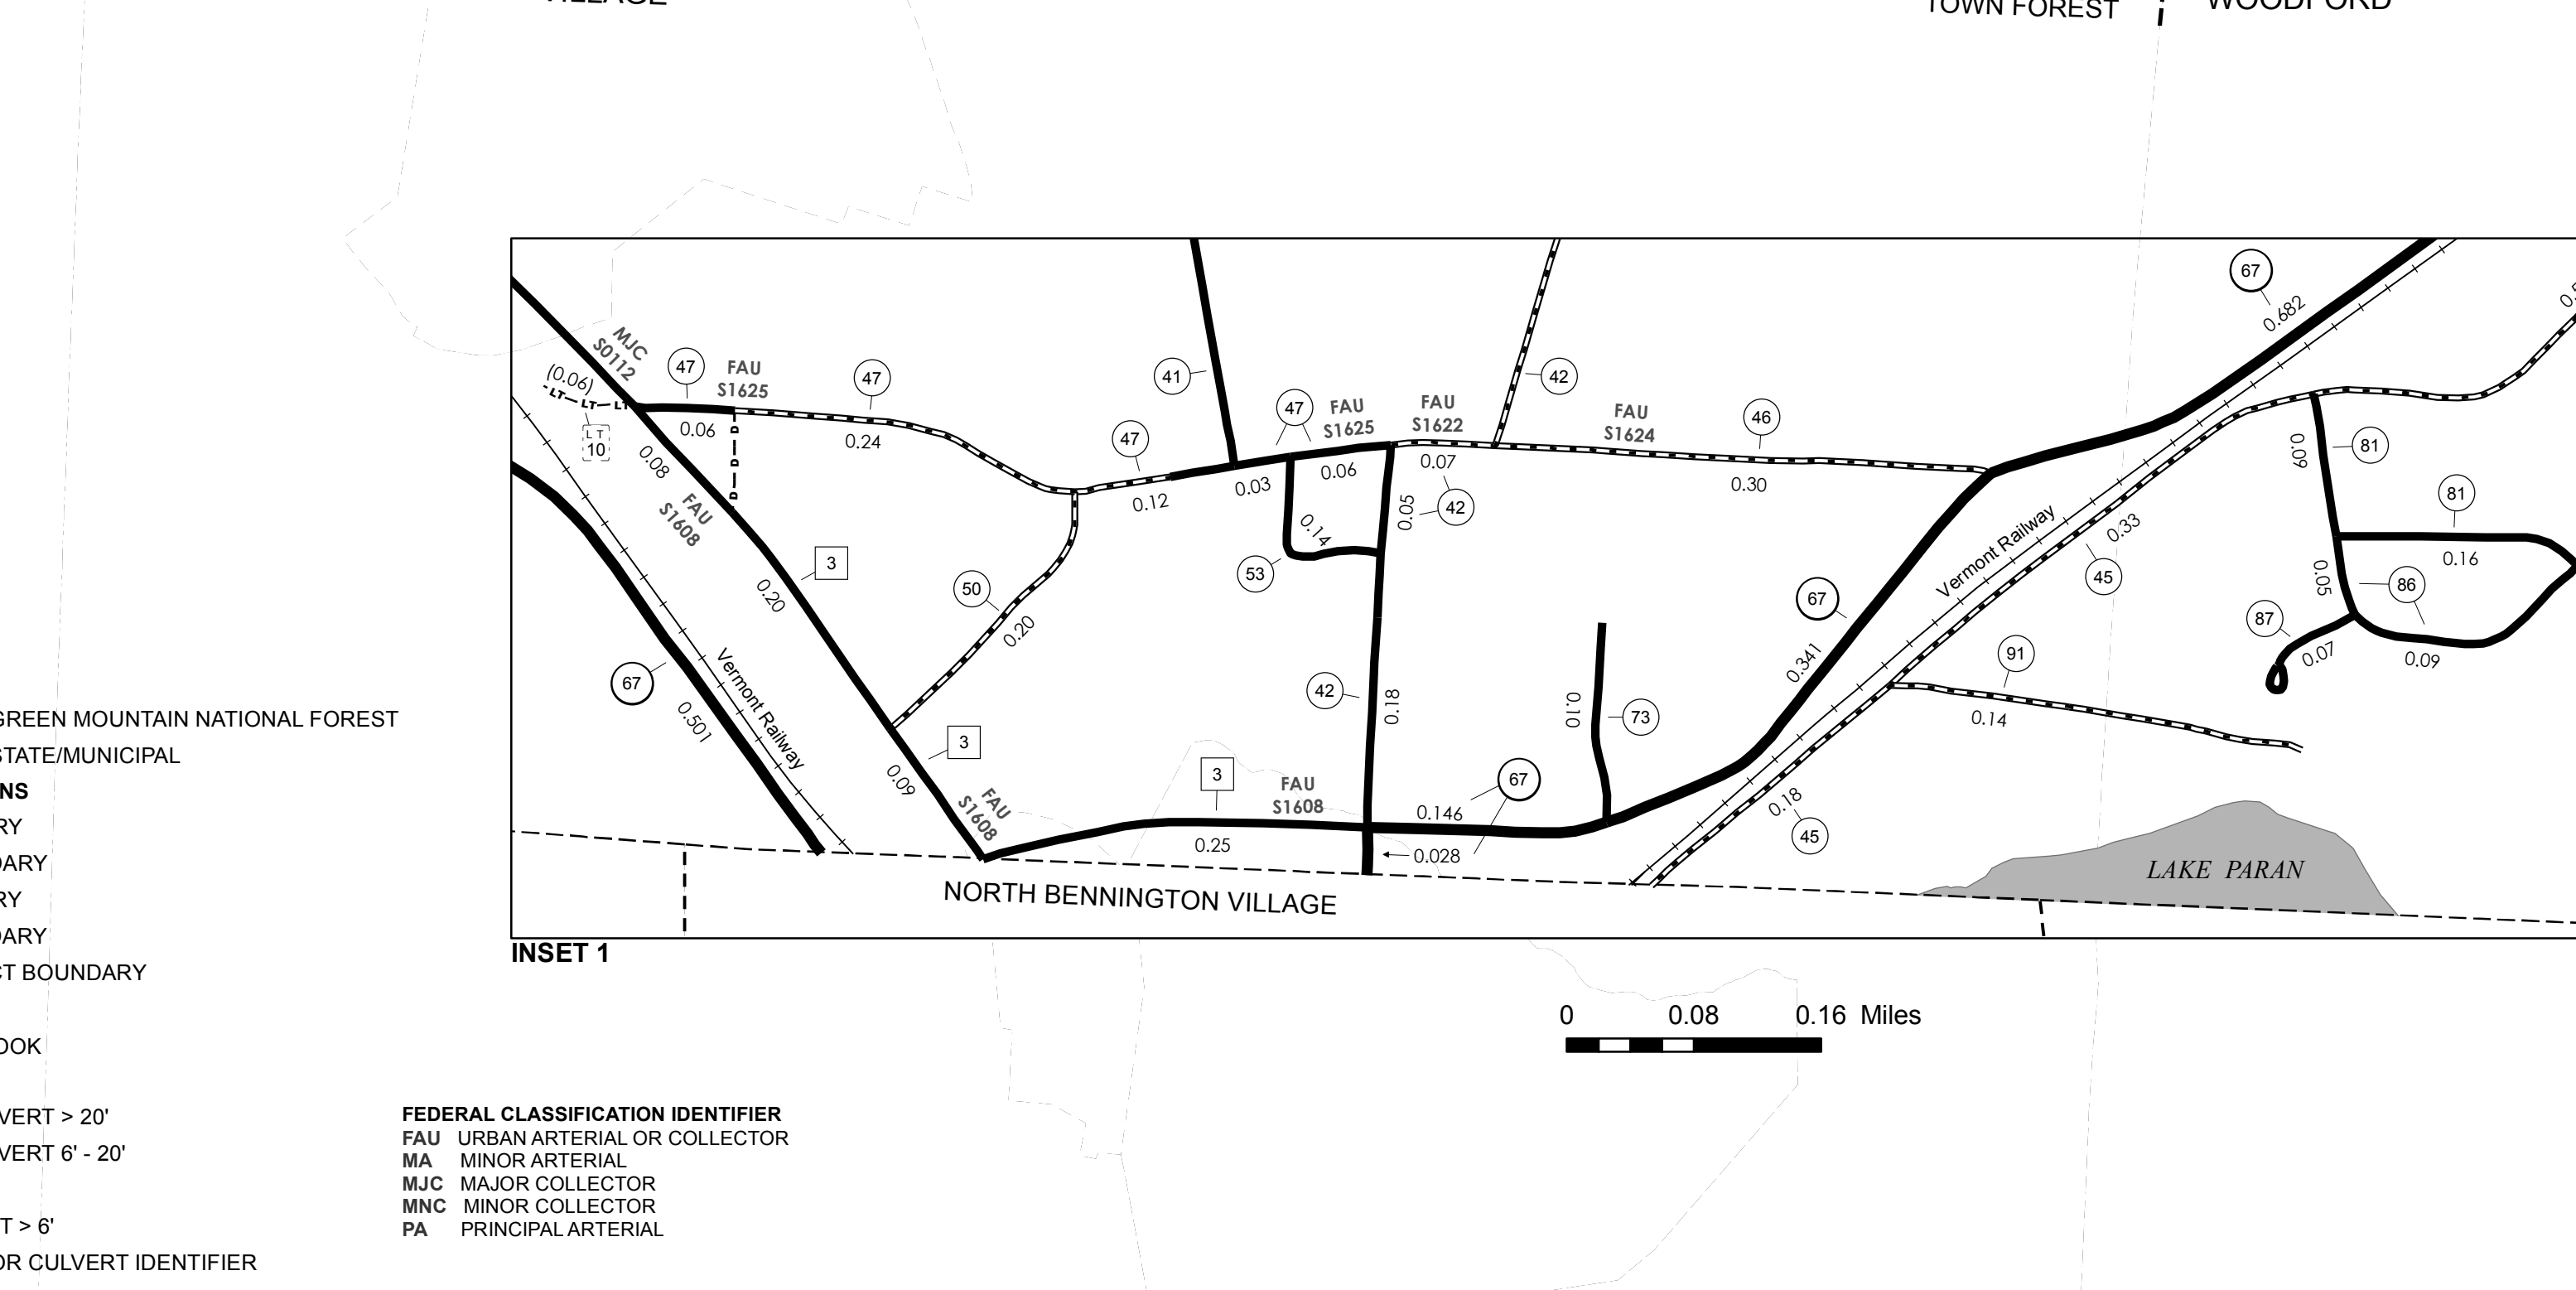 TOWN FOREST
WOODFORD
67
0.682
MJC
S0112
(0.06)
LT LT LT
LT
10
47
0.06
FAU
S1625
D D D
47
0.24
0.08
FAU
S1608
3
0.20
47
0.12
41
0.03
47
FAU
S1625
0.06
FAU
S1622
0.07
42
42
0.05
FAU
S1624
46
0.30
0.14
53
50
0.20
67
0.501
Vermont Railway
3
0.09
FAU
S1608
3
0.25
FAU
S1608
42
0.18
0.10
73
67
0.146
0.028
67
0.341
Vermont Railway
0.33
45
0.18
45
91
0.14
0.09
81
81
0.16
0.05
86
87
0.07
0.09
LAKE PARAN
NORTH BENNINGTON VILLAGE
INSET 1
0 0.08 0.16 Miles
GREEN MOUNTAIN NATIONAL FOREST
STATE/MUNICIPAL
NS
RY
DARY
RY
DARY
CT BOUNDARY
OOK
VERT > 20'
VERT 6' - 20'
T > 6'
OR CULVERT IDENTIFIER
FEDERAL CLASSIFICATION IDENTIFIER
FAU URBAN ARTERIAL OR COLLECTOR
MA MINOR ARTERIAL
MJC MAJOR COLLECTOR
MNC MINOR COLLECTOR
PA PRINCIPAL ARTERIAL